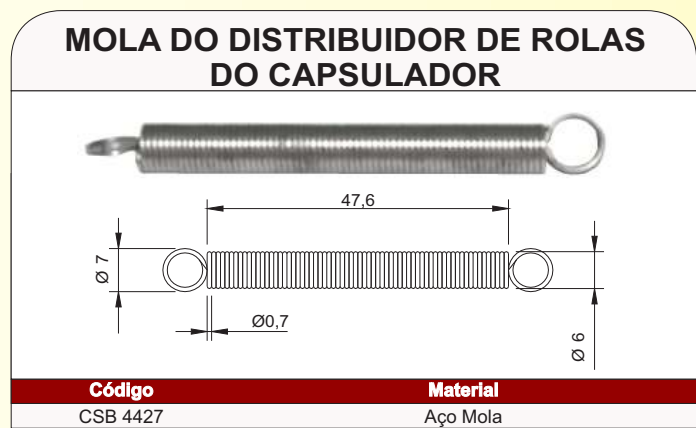 MOLA DO DISTRIBUIDOR DE ROLAS
DO CAPSULADOR
47,6
Ø 7
Ø0,7
Ø 6
Código Material
CSB 4427 Aço Mola